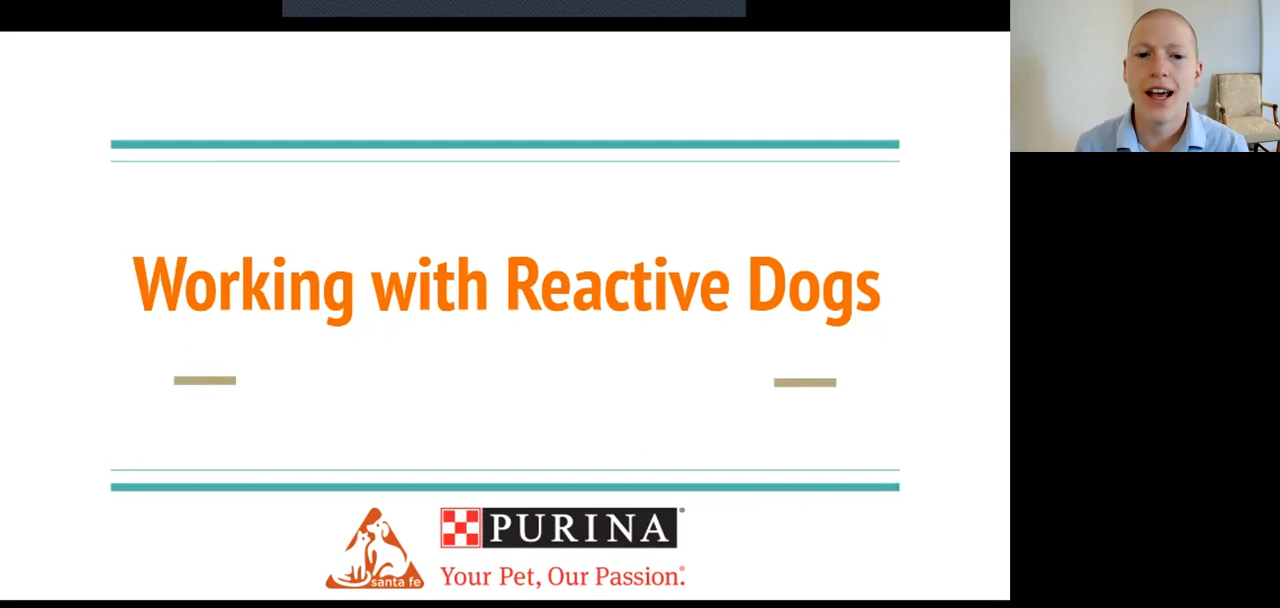 Working with Reactive Dogs
santa fe
PURINA®
Your Pet, Our Passion.®